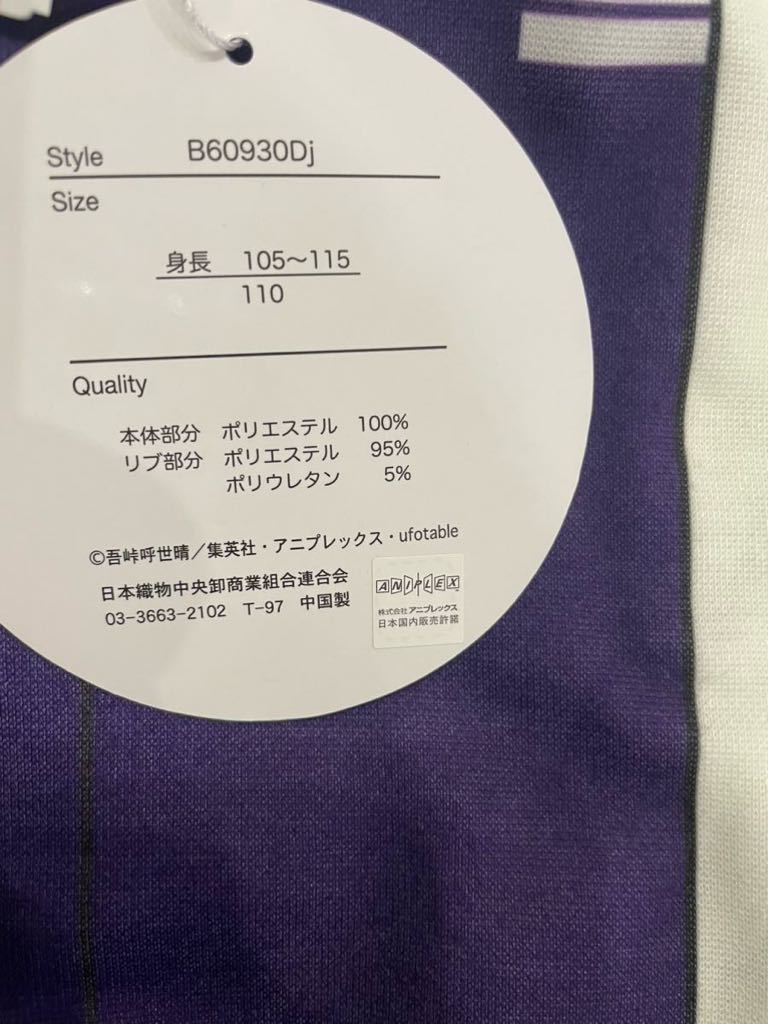 Style B60930Dj
Size
身長 105〜115
110
Quality
本体部分 ポリエステル 100%
リブ部分 ポリエステル 95%
ポリウレタン 5%
©吾峠呼世晴／集英社・アニプレックス・ufotable
日本織物中央卸商業組合連合会
03-3663-2102 T-97 中国製
ANIPLEX
株式会社 アニプレックス
日本国内販売許諾